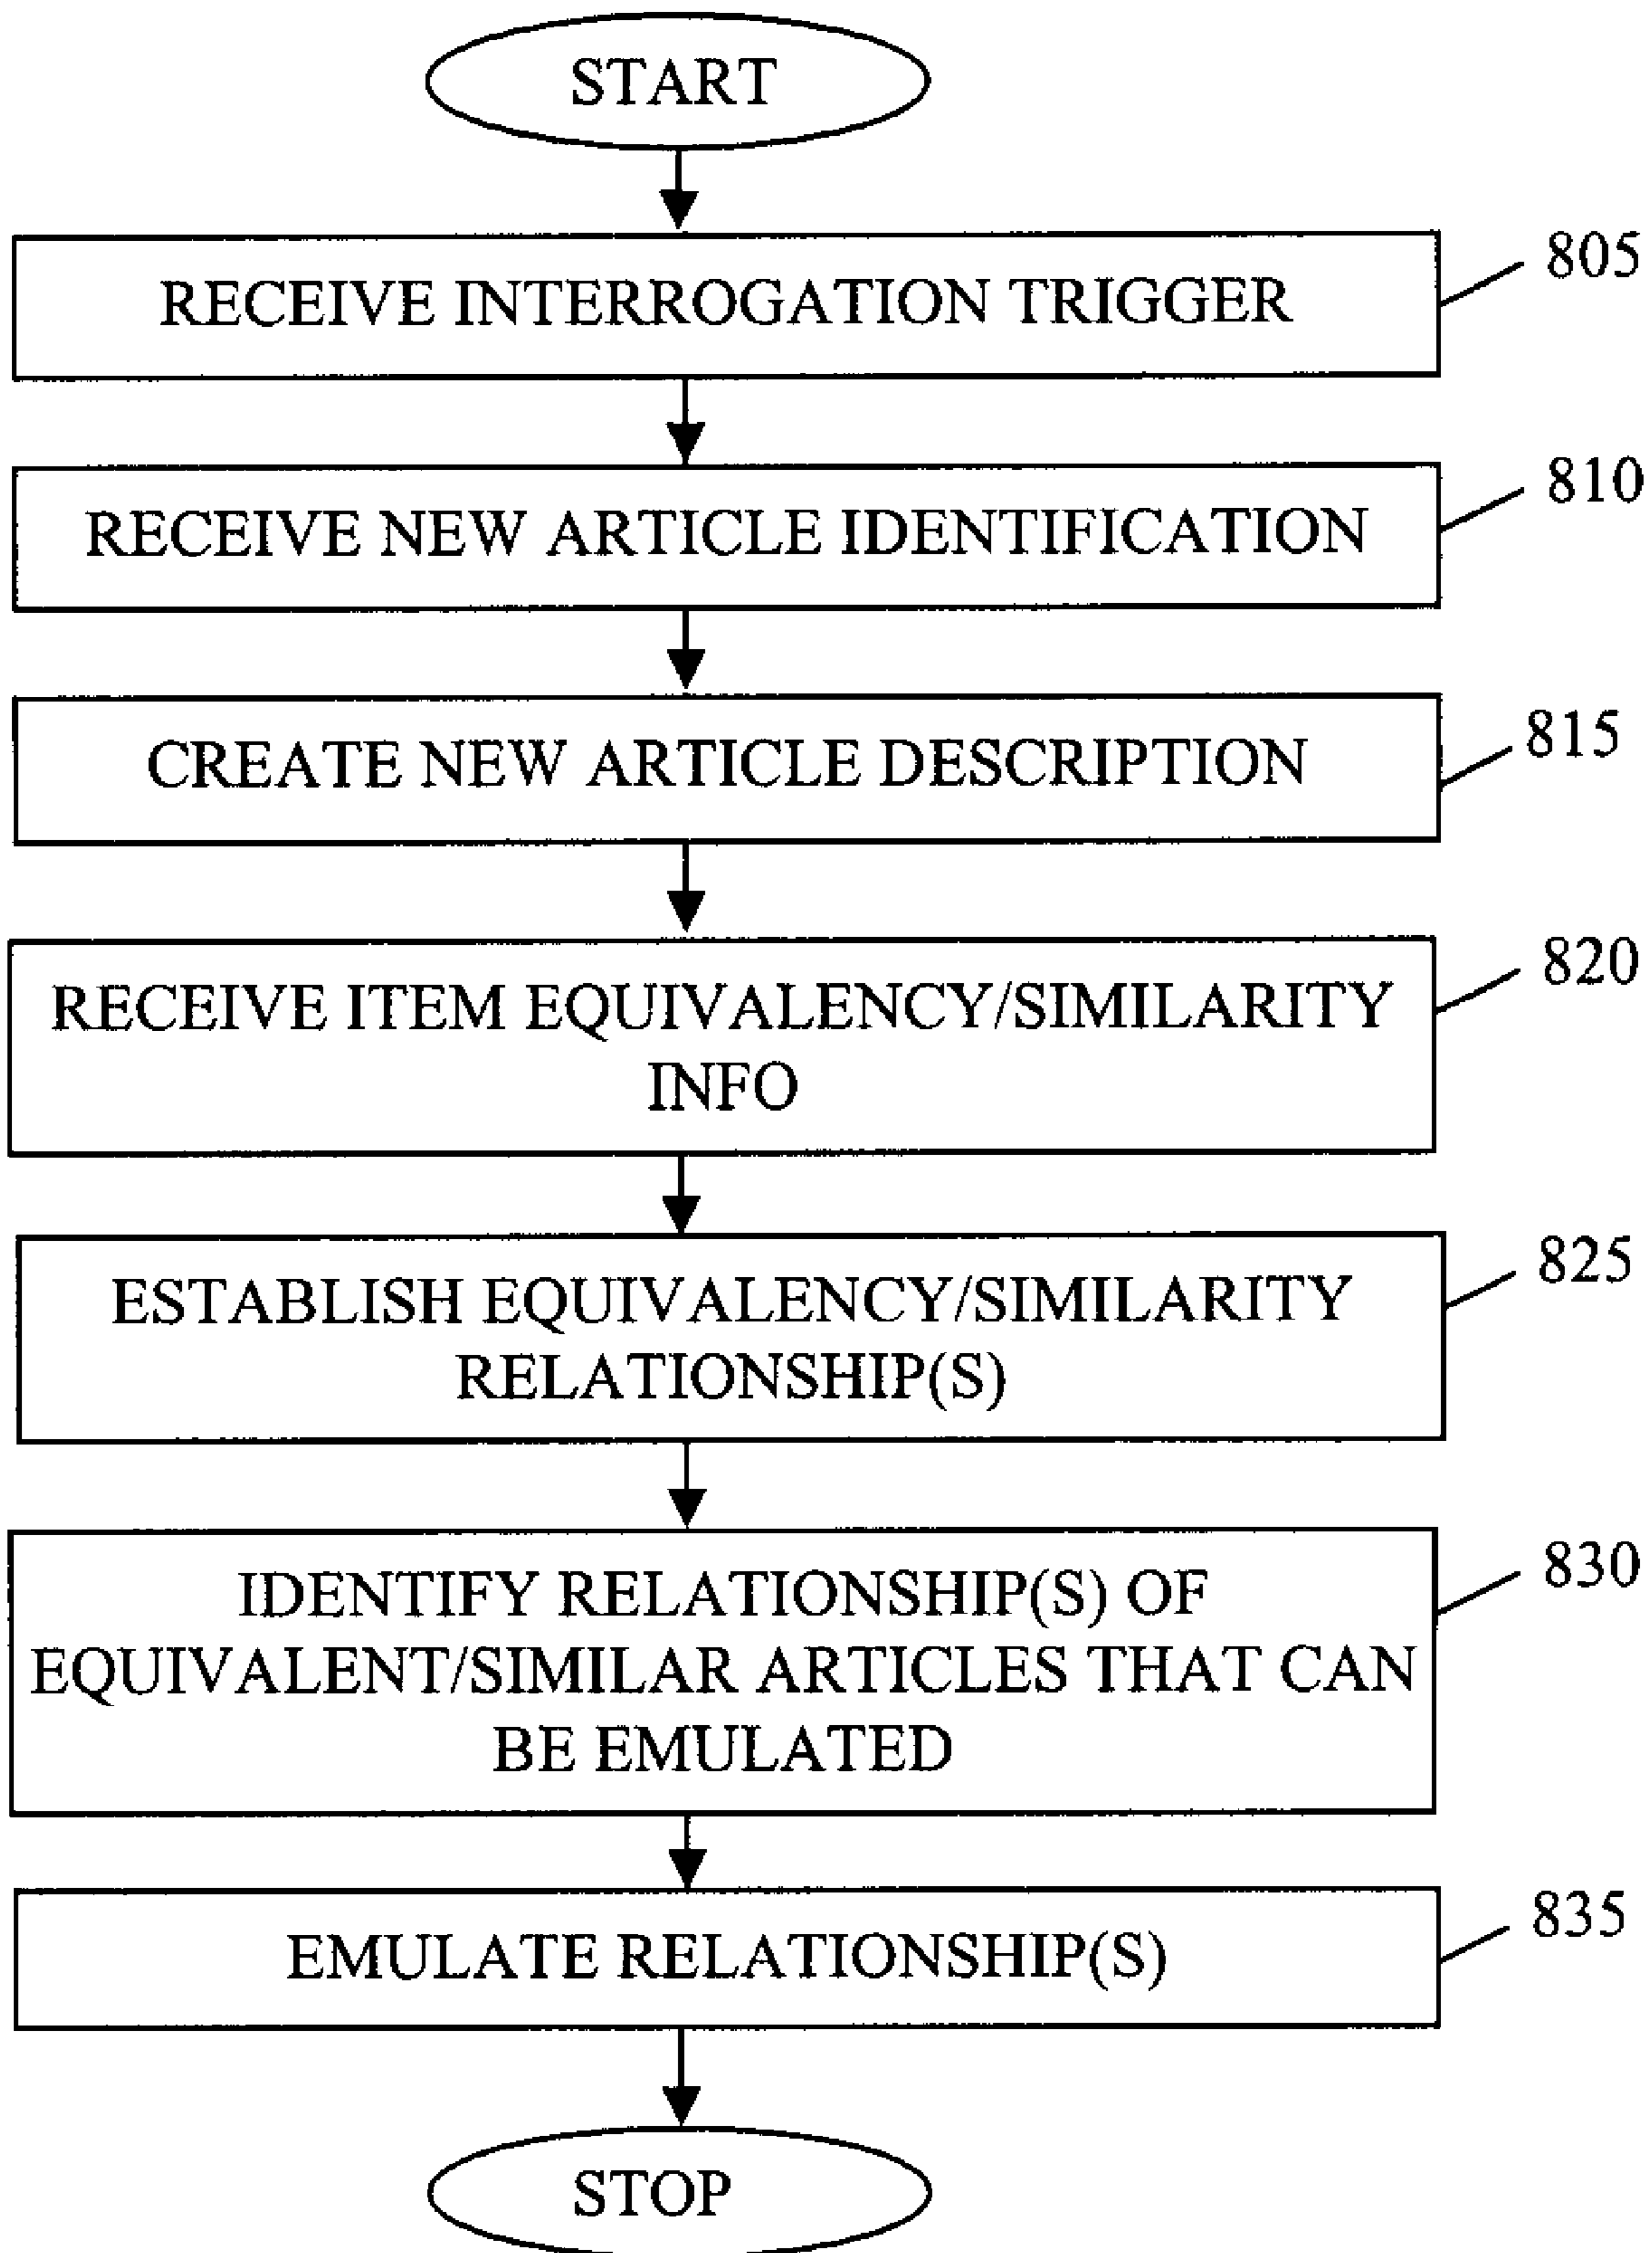 START
RECEIVE INTERROGATION TRIGGER
805
RECEIVE NEW ARTICLE IDENTIFICATION
810
CREATE NEW ARTICLE DESCRIPTION
815
RECEIVE ITEM EQUIVALENCY/SIMILARITY
INFO
820
ESTABLISH EQUIVALENCY/SIMILARITY
RELATIONSHIP(S)
825
IDENTIFY RELATIONSHIP(S) OF
EQUIVALENT/SIMILAR ARTICLES THAT CAN
BE EMULATED
830
EMULATE RELATIONSHIP(S)
835
STOP